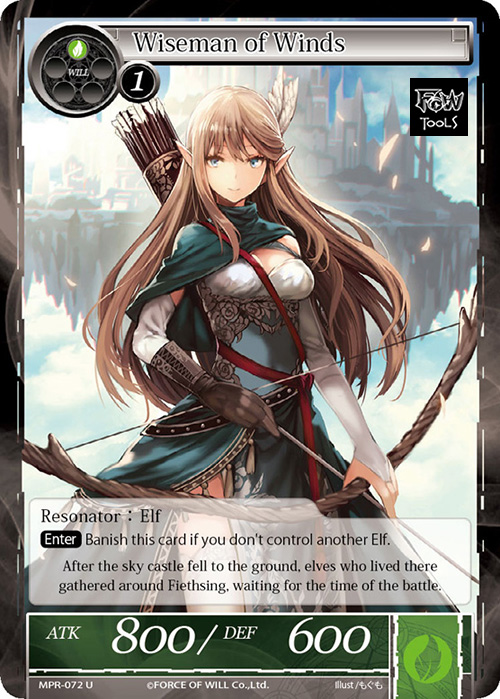 Wiseman of Winds
WILL
1
FOW
TOOLS
Resonator : Elf
Enter Banish this card if you don't control another Elf.
After the sky castle fell to the ground, elves who lived there
gathered around Fiethsing, waiting for the time of the battle.
ATK 800 / DEF 600
MPR-072 U ©FORCE OF WILL Co.,Ltd. Illust /もぐも